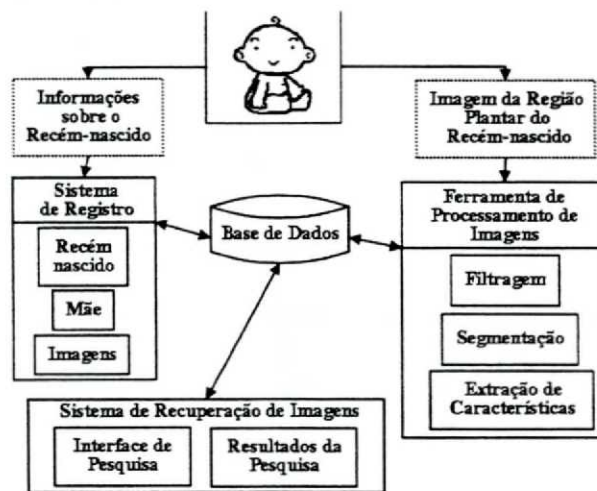 Informações
sobre o
Recém-nascido
Imagem da Região
Plantar do
Recém-nascido
Sistema
de Registro
Recém
nascido
Mãe
Imagens
Base de Dados
Ferramenta de
Processamento de
Imagens
Filtragem
Segmentação
Extração de
Características
Sistema de Recuperação de Imagens
Interface de
Pesquisa
Resultados da
Pesquisa